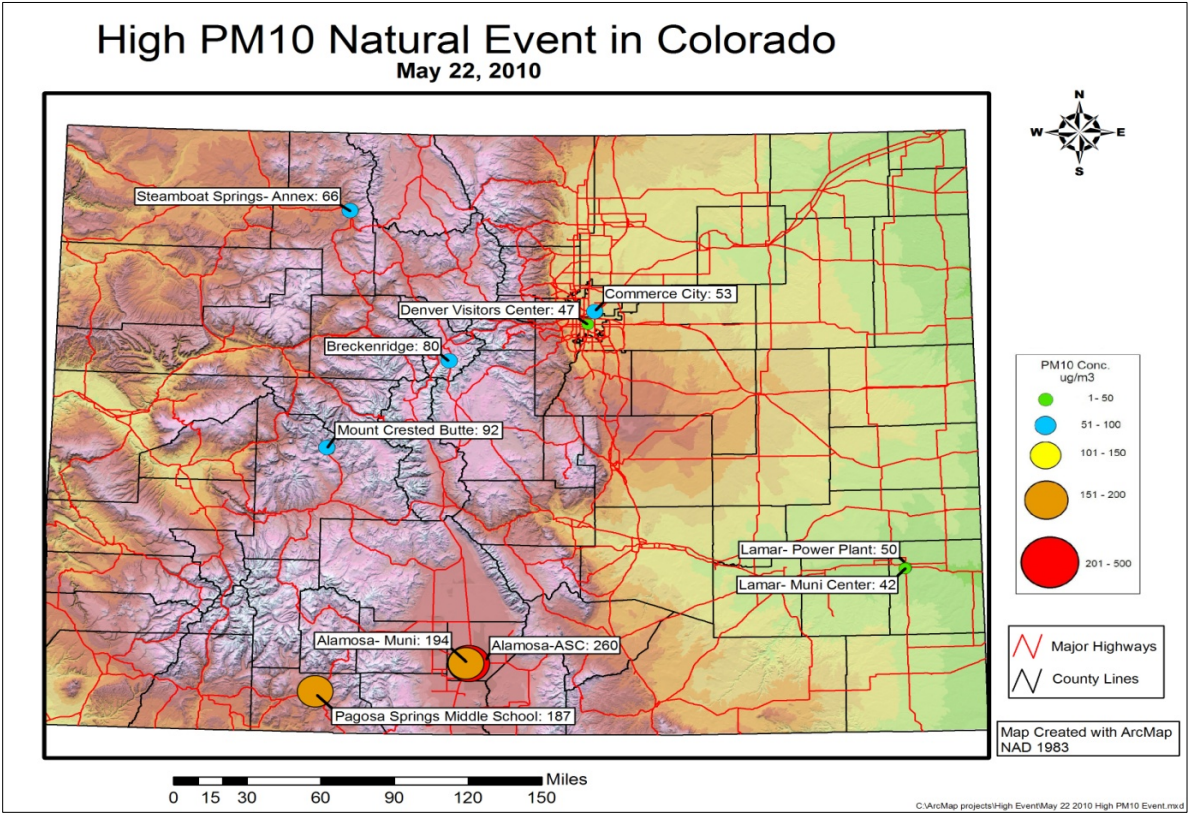 High PM10 Natural Event in Colorado
May 22, 2010
N
W E
S
Steamboat Springs- Annex: 66
Commerce City: 53
Denver Visitors Center: 47
Breckenridge: 80
Mount Crested Butte: 92
Lamar- Power Plant: 50
Lamar- Muni Center: 42
Alamosa- Muni: 194
Alamosa-ASC: 260
Pagosa Springs Middle School: 187
PM10 Conc.
ug/m3
1- 50
51 - 100
101 - 150
151 - 200
201 - 500
Major Highways
County Lines
Map Created with ArcMap
NAD 1983
Miles
0 15 30 60 90 120 150
C:\ArcMap projects\High Event\May 22 2010 High PM10 Event.mxd